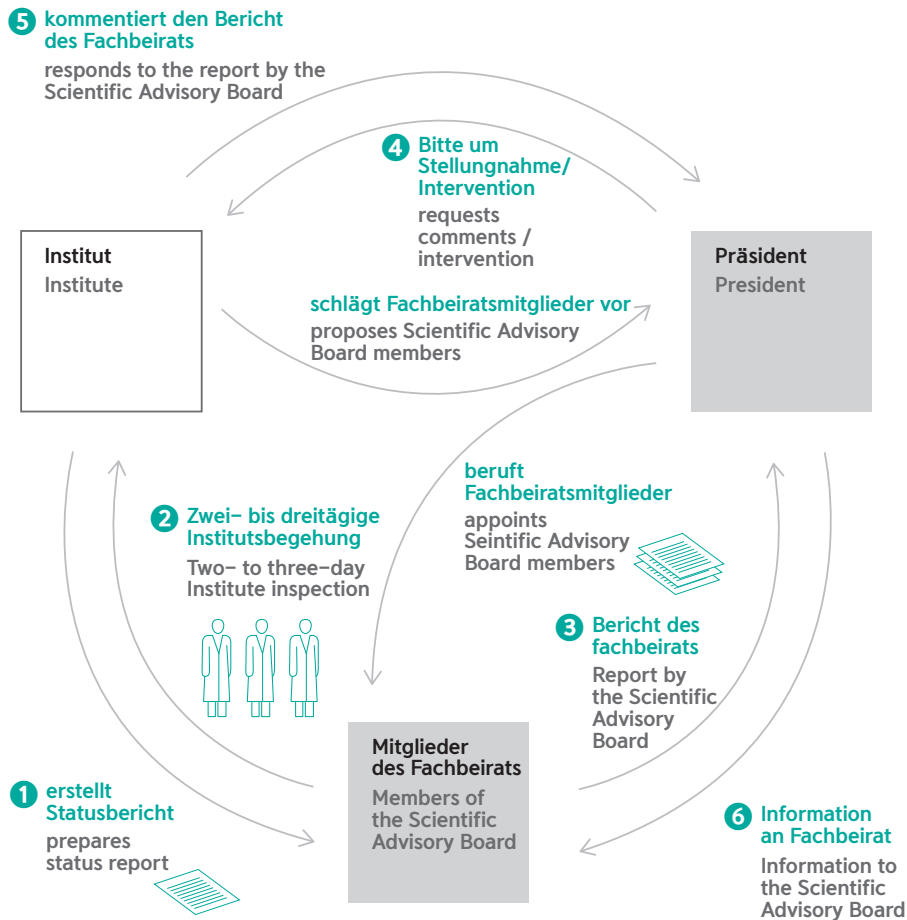 5 kommentiert den Bericht
des Fachbeirats
responds to the report by the
Scientific Advisory Board
4 Bitte um
Stellungnahme/
Intervention
requests
comments /
intervention
Institut
Institute
Präsident
President
schlägt Fachbeiratsmitglieder vor
proposes Scientific Advisory
Board members
beruft
Fachbeiratsmitglieder
appoints
Seintific Advisory
Board members
2 Zwei– bis dreitägige
Institutsbegehung
Two– to three–day
Institute inspection
3 Bericht des
fachbeirats
Report by
the Scientific
Advisory
Board
Mitglieder
des Fachbeirats
Members of
the Scientific
Advisory Board
1 erstellt
Statusbericht
prepares
status report
6 Information
an Fachbeirat
Information to
the Scientific
Advisory Board